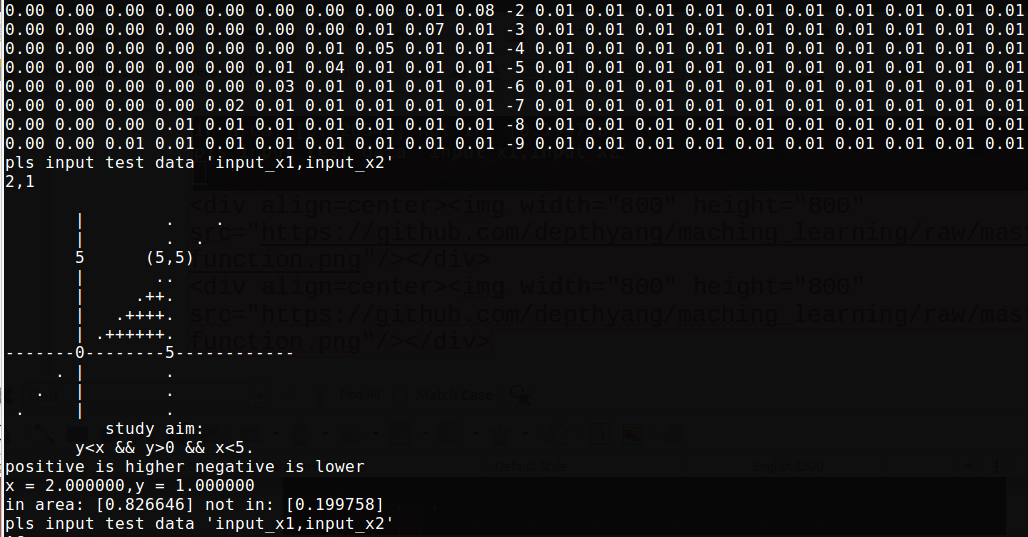 0.00 0.00 0.00 0.00 0.00 0.00 0.00 0.00 0.01 0.08 -2 0.01 0.01 0.01 0.01 0.01 0.01 0.01 0.01 0.01 0.01
0.00 0.00 0.00 0.00 0.00 0.00 0.00 0.01 0.01 0.07 -3 0.01 0.01 0.01 0.01 0.01 0.01 0.01 0.01 0.01 0.01
0.00 0.00 0.00 0.00 0.00 0.00 0.01 0.05 0.01 0.01 -4 0.01 0.01 0.01 0.01 0.01 0.01 0.01 0.01 0.01 0.01
0.00 0.00 0.00 0.00 0.00 0.01 0.04 0.01 0.01 0.01 -5 0.01 0.01 0.01 0.01 0.01 0.01 0.01 0.01 0.01 0.01
0.00 0.00 0.00 0.00 0.00 0.03 0.01 0.01 0.01 0.01 -6 0.01 0.01 0.01 0.01 0.01 0.01 0.01 0.01 0.01 0.01
0.00 0.00 0.00 0.00 0.02 0.01 0.01 0.01 0.01 0.01 -7 0.01 0.01 0.01 0.01 0.01 0.01 0.01 0.01 0.01 0.01
0.00 0.00 0.00 0.01 0.01 0.01 0.01 0.01 0.01 0.01 -8 0.01 0.01 0.01 0.01 0.01 0.01 0.01 0.01 0.01 0.01
0.00 0.00 0.01 0.01 0.01 0.01 0.01 0.01 0.01 0.01 -9 0.01 0.01 0.01 0.01 0.01 0.01 0.01 0.01 0.01 0.01
pls input test data 'input_x1,input_x2'
2,1
<div align=center><img width="800" height="800"
| . .
src="https://github.com/depthyang/maching_learning/raw/mas
| . .
5 (5,5)
function.png"/></div>
| ..
<div align=center><img width="800" height="800"
| .++.
src="https://github.com/depthyang/maching_learning/raw/mas
| .++++.
function.png"/></div>
| .++++++.
-------0--------5------------
. | .
. | .
Find All Match Case
. | .
study aim:
y<x && y>0 && x<5.
positive is higher negative is lower
Default Style English (USA)
x = 2.000000,y = 1.000000
in area: [0.826646] not in: [0.199758]
pls input test data 'input_x1,input_x2'